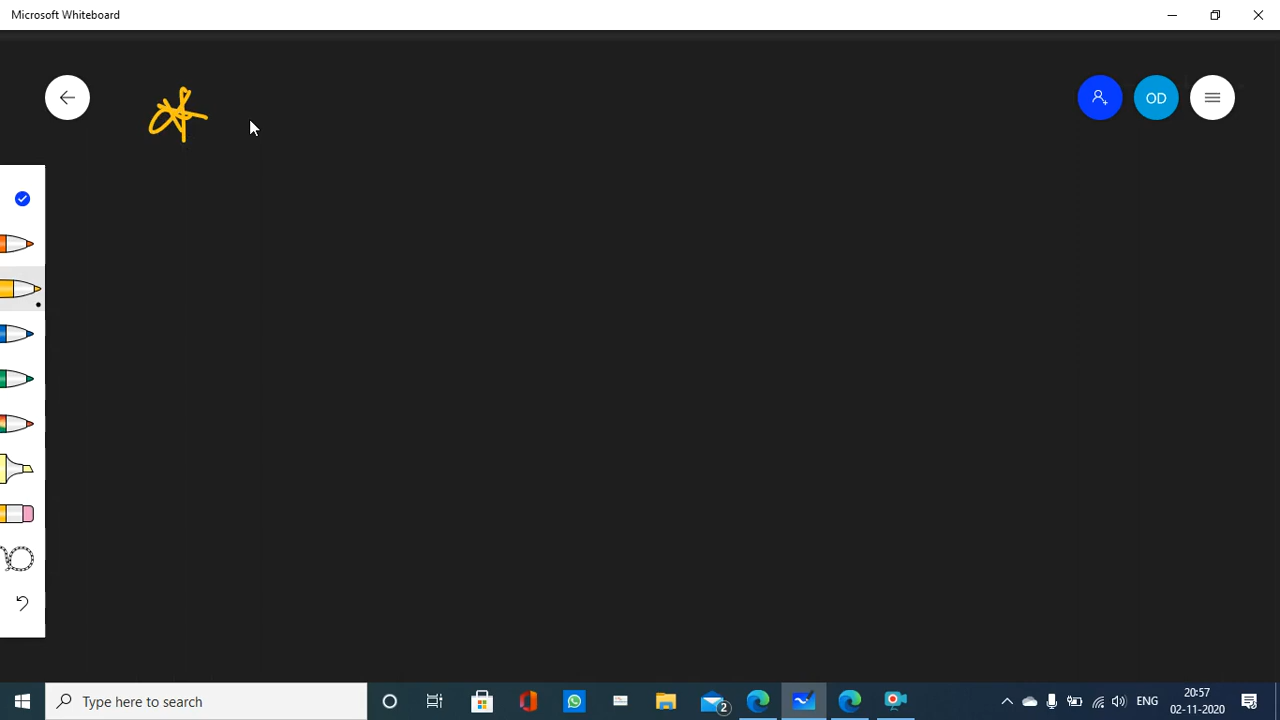 Microsoft Whiteboard
OD
Type here to search
2
ENG
20:57
02-11-2020